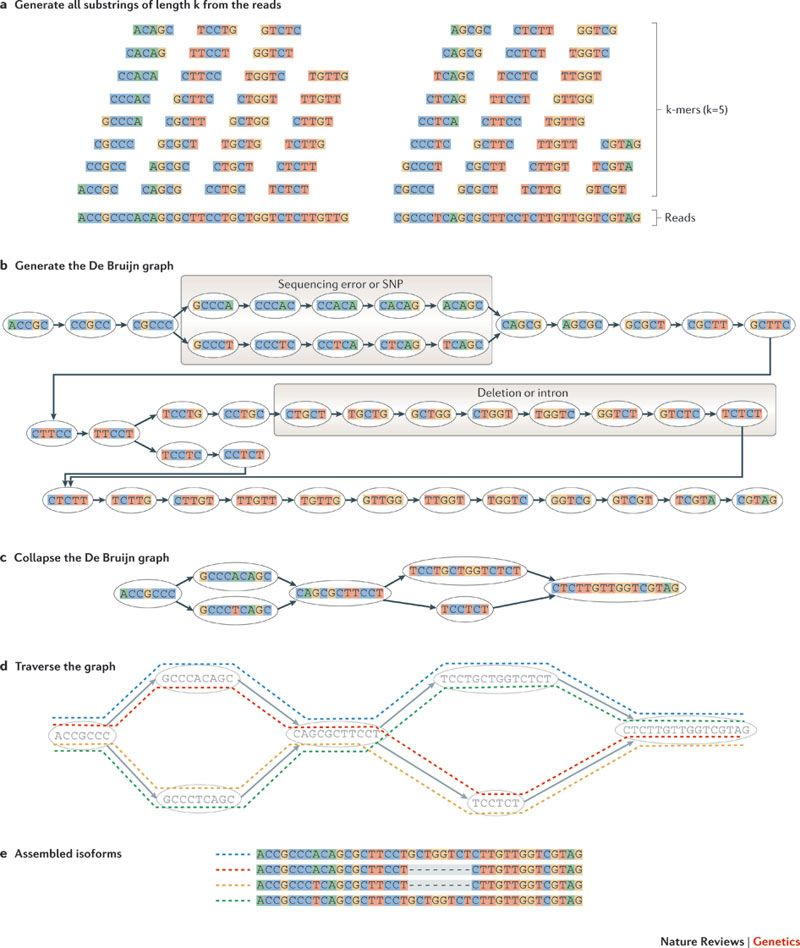 a Generate all substrings of length k from the reads
ACAGC TCCTG GTCTC AGCGC CTCTT GGTCG
CACAG TTCCT GGTCT CAGCG CCTCT TGGTC
CCACA CTTCC TGGTC TGTTG TCAGC TCCTC TTGGT
CCCAC GCTTC CTGGT TTGTT CTCAG TTCCT GTTGG
k-mers (k=5)
GCCCA CGCTT GCTGG CTTGT CCTCA CTTCC TGTTG
CGCCC GCGCT TGCTG TCTTG CCCTC GCTTC TTGTT CGTAG
CCGCC AGCGC CTGCT CTCTT GCCCT CGCTT CTTGT TCGTA
ACCGC CAGCG CCTGC TCTCT CGCCC GCGCT TCTTG GTCGT
ACCGCCCACAGCGCTTCCTGCTGGTCTCTTGTTG CGCCCTCAGCGCTTCCTCTTGTTGGTCGTAG Reads
b Generate the De Bruijn graph
Sequencing error or SNP
GCCCA CCCAC CCACA CACAG ACAGC
ACCGC CCGCC CGCCC CAGCG AGCGC GCGCT CGCTT GCTTC
GCCCT CCCTC CCTCA CTCAG TCAGC
Deletion or intron
TCCTG CCTGC CTGCT TGCTG GCTGG CTGGT TGGTC GGTCT GTCTC TCTCT
CTTCC TTCCT
TCCTC CCTCT
CTCTT TCTTG CTTGT TTGTT TGTTG GTTGG TTGGT TGGTC GGTCG GTCGT TCGTA CGTAG
c Collapse the De Bruijn graph
GCCCACAGC TCCTGCTGGTCTCT
ACCGCCC CAGCGCTTCCT CTCTTGTTGGTCGTAG
GCCCTCAGC TCCTCT
d Traverse the graph
GCCCACAGC TCCTGCTGGTCTCT
ACCGCCC CAGCGCTTCCT CTCTTGTTGGTCGTAG
GCCCTCAGC TCCTCT
e Assembled isoforms
ACCGCCCACAGCGCTTCCTGCTGGTCTCTTGTTGGTCGTAG
ACCGCCCACAGCGCTTCCT---------CTTGTTGGTCGTAG
ACCGCCCTCAGCGCTTCCT---------CTTGTTGGTCGTAG
ACCGCCCTCAGCGCTTCCTGCTGGTCTCTTGTTGGTCGTAG
Nature Reviews | Genetics